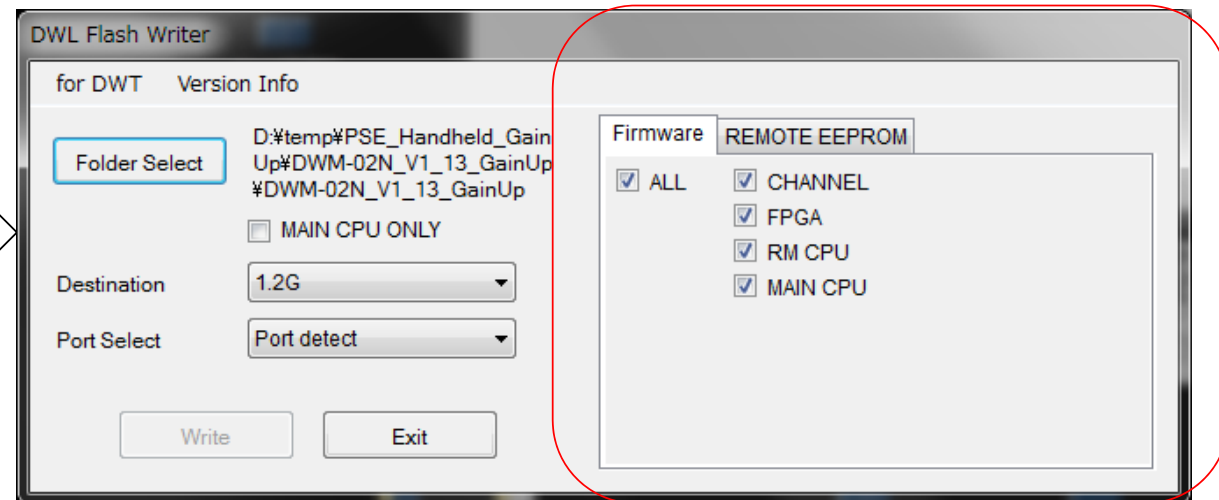 DWL Flash Writer
for DWT Version Info
Folder Select
D:¥temp¥PSE_Handheld_Gain
Up¥DWM-02N_V1_13_GainUp
¥DWM-02N_V1_13_GainUp
MAIN CPU ONLY
Destination 1.2G
Port Select Port detect
Write Exit
Firmware REMOTE EEPROM
ALL CHANNEL
FPGA
RM CPU
MAIN CPU